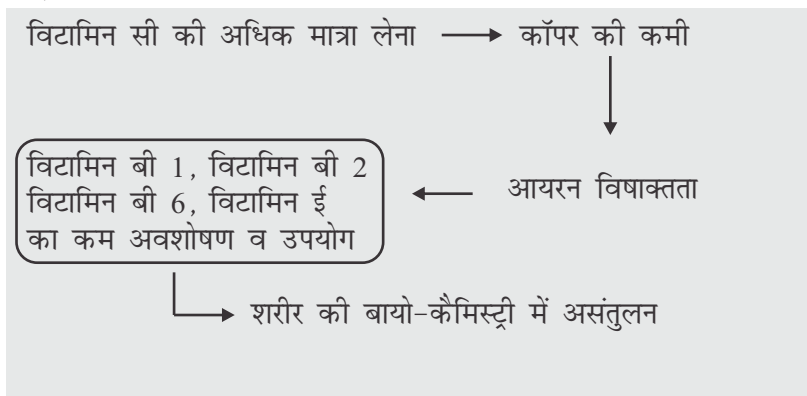 विटामिन सी की अधिक मात्रा लेना → कॉपर की कमी
आयरन विषाक्तता
विटामिन बी 1, विटामिन बी 2
विटामिन बी 6, विटामिन ई
का कम अवशोषण व उपयोग
शरीर की बायो-कैमिस्ट्री में असंतुलन